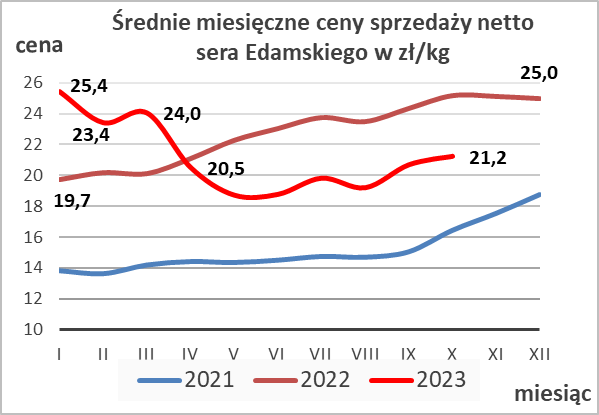 Średnie miesięczne ceny sprzedaży netto
sera Edamskiego w zł/kg
cena
26
24
22
20
18
16
14
12
10
25,4
23,4
24,0
19,7
20,5
25,0
21,2
I II III IV V VI VII VIII IX X XI XII
2021 2022 2023
miesiąc